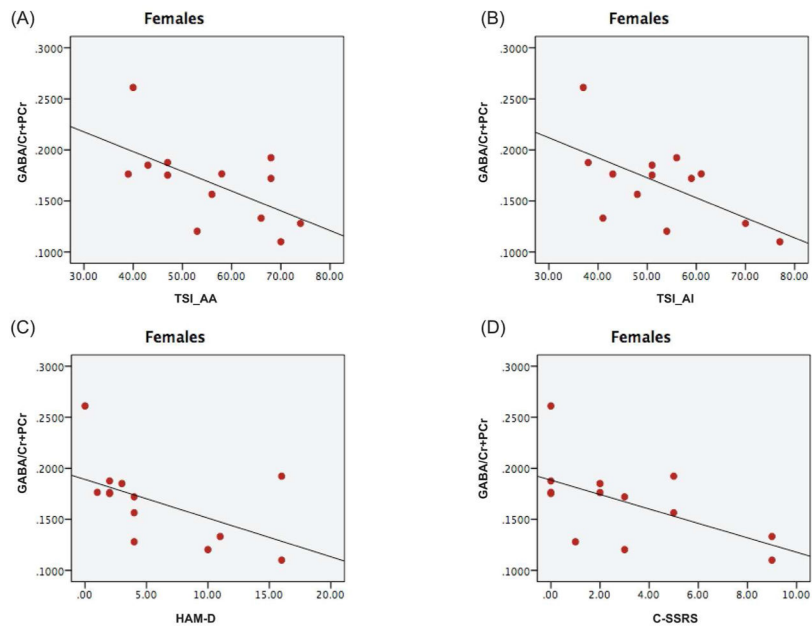 (A)
Females
.3000
.2500
.2000
.1500
.1000
GABA/Cr+PCr
30.00 40.00 50.00 60.00 70.00 80.00
TSI_AA
(B)
Females
.3000
.2500
.2000
.1500
.1000
GABA/Cr+PCr
30.00 40.00 50.00 60.00 70.00 80.00
TSI_AI
(C)
Females
.3000
.2500
.2000
.1500
.1000
GABA/Cr+PCr
.00 5.00 10.00 15.00 20.00
HAM-D
(D)
Females
.3000
.2500
.2000
.1500
.1000
GABA/Cr+PCr
.00 2.00 4.00 6.00 8.00 10.00
C-SSRS